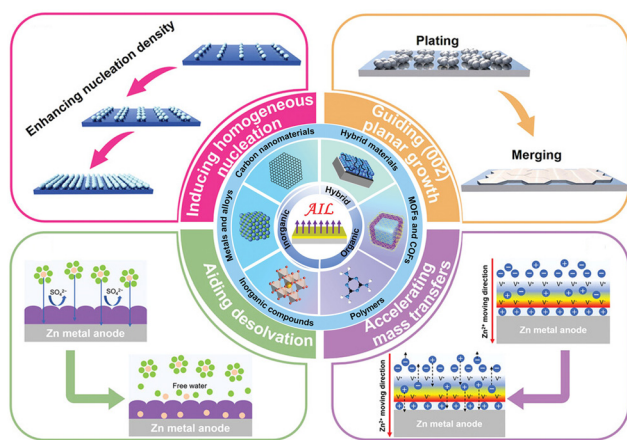 Enhancing nucleation density
Inducing homogeneous
nucleation
Plating
Merging
Guiding (002)
planar growth
Carbon nanomaterials
Hybrid materials
Metals and alloys
MOFs and COFs
Inorganic compounds
Polymers
Inorganic
Hybrid
Organic
AIL
Aiding desolvation
Accelerating
mass transfers
SO₄²⁻
SO₄²⁻
Zn metal anode
Free water
Zn metal anode
Zn²⁺ moving direction
Zn metal anode
Zn²⁺ moving direction
Zn metal anode